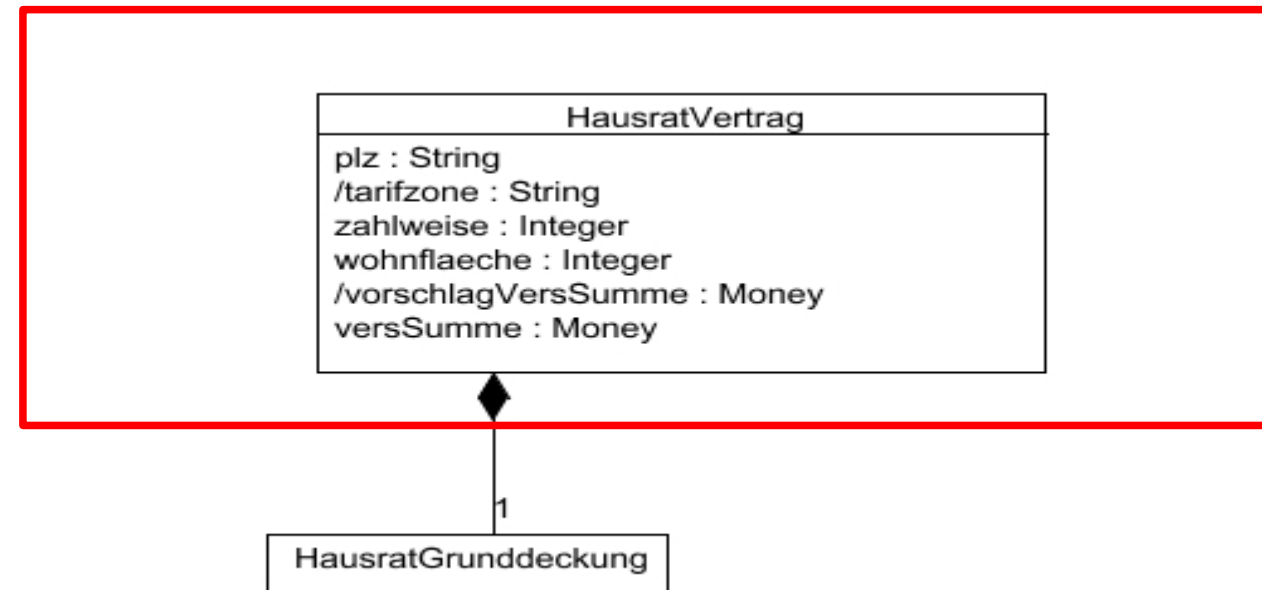 HausratVertrag
plz : String
/tarifzone : String
zahlweise : Integer
wohnflaeche : Integer
/vorschlagVersSumme : Money
versSumme : Money
1
HausratGrunddeckung